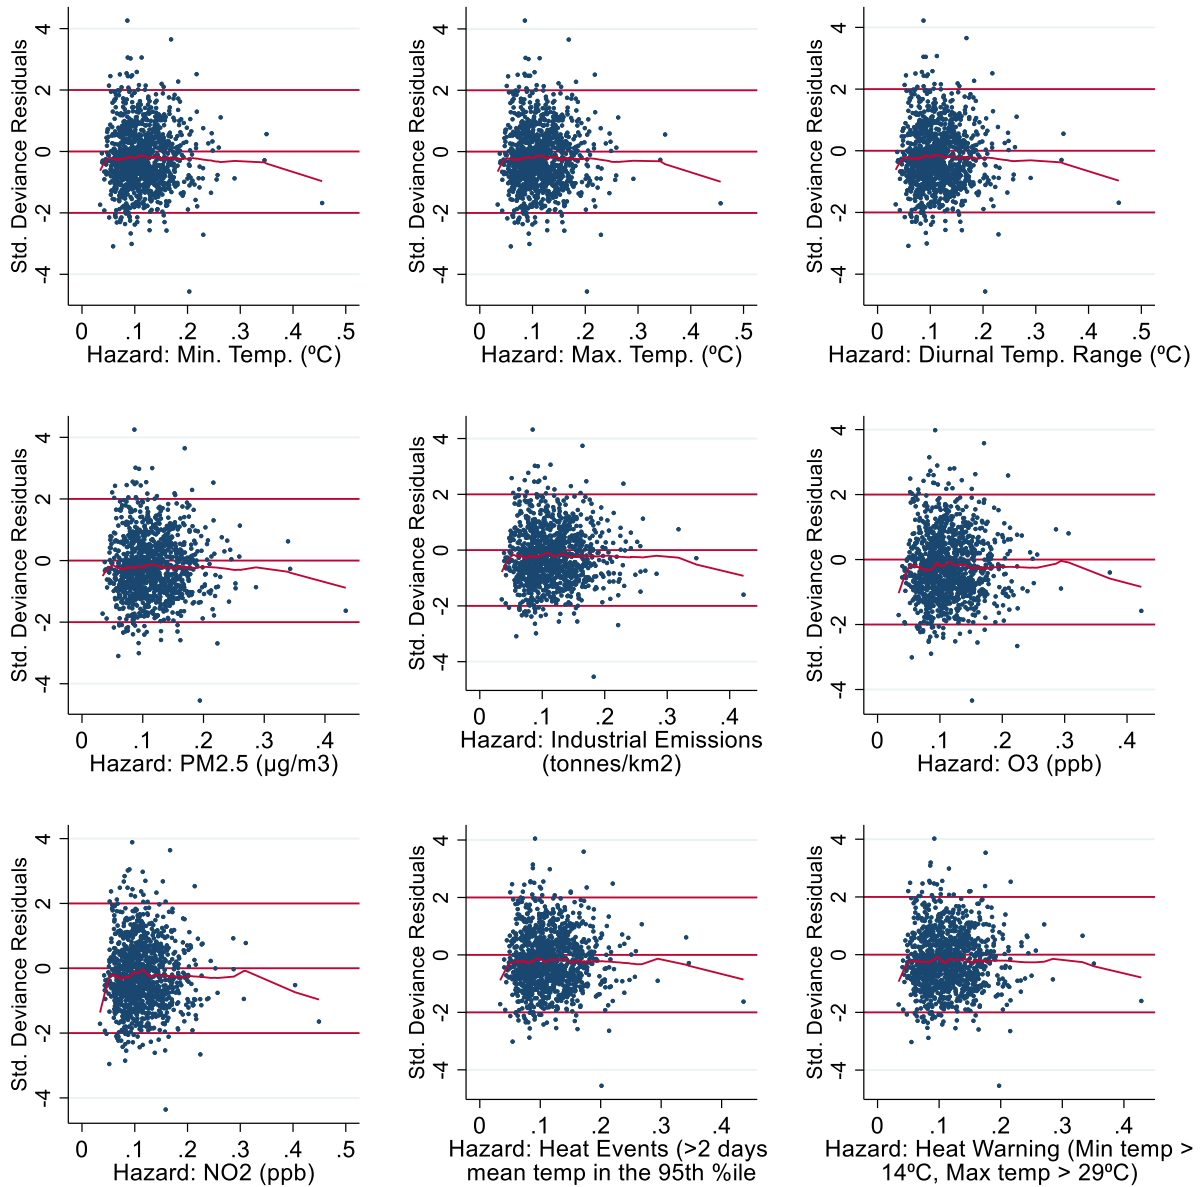 Std. Deviance Residuals
4
2
0
-2
-4
0 .1 .2 .3 .4 .5
Hazard: Min. Temp. (ºC)
Std. Deviance Residuals
4
2
0
-2
-4
0 .1 .2 .3 .4 .5
Hazard: Max. Temp. (ºC)
Std. Deviance Residuals
4
2
0
-2
-4
0 .1 .2 .3 .4 .5
Hazard: Diurnal Temp. Range (ºC)
Std. Deviance Residuals
4
2
0
-2
-4
0 .1 .2 .3 .4
Hazard: PM2.5 (µg/m3)
Std. Deviance Residuals
4
2
0
-2
-4
0 .1 .2 .3 .4
Hazard: Industrial Emissions
(tonnes/km2)
Std. Deviance Residuals
4
2
0
-2
-4
0 .1 .2 .3 .4
Hazard: O3 (ppb)
Std. Deviance Residuals
4
2
0
-2
-4
0 .1 .2 .3 .4 .5
Hazard: NO2 (ppb)
Std. Deviance Residuals
4
2
0
-2
-4
0 .1 .2 .3 .4
Hazard: Heat Events (>2 days
mean temp in the 95th %ile
Std. Deviance Residuals
4
2
0
-2
-4
0 .1 .2 .3 .4
Hazard: Heat Warning (Min temp >
14ºC, Max temp > 29ºC)